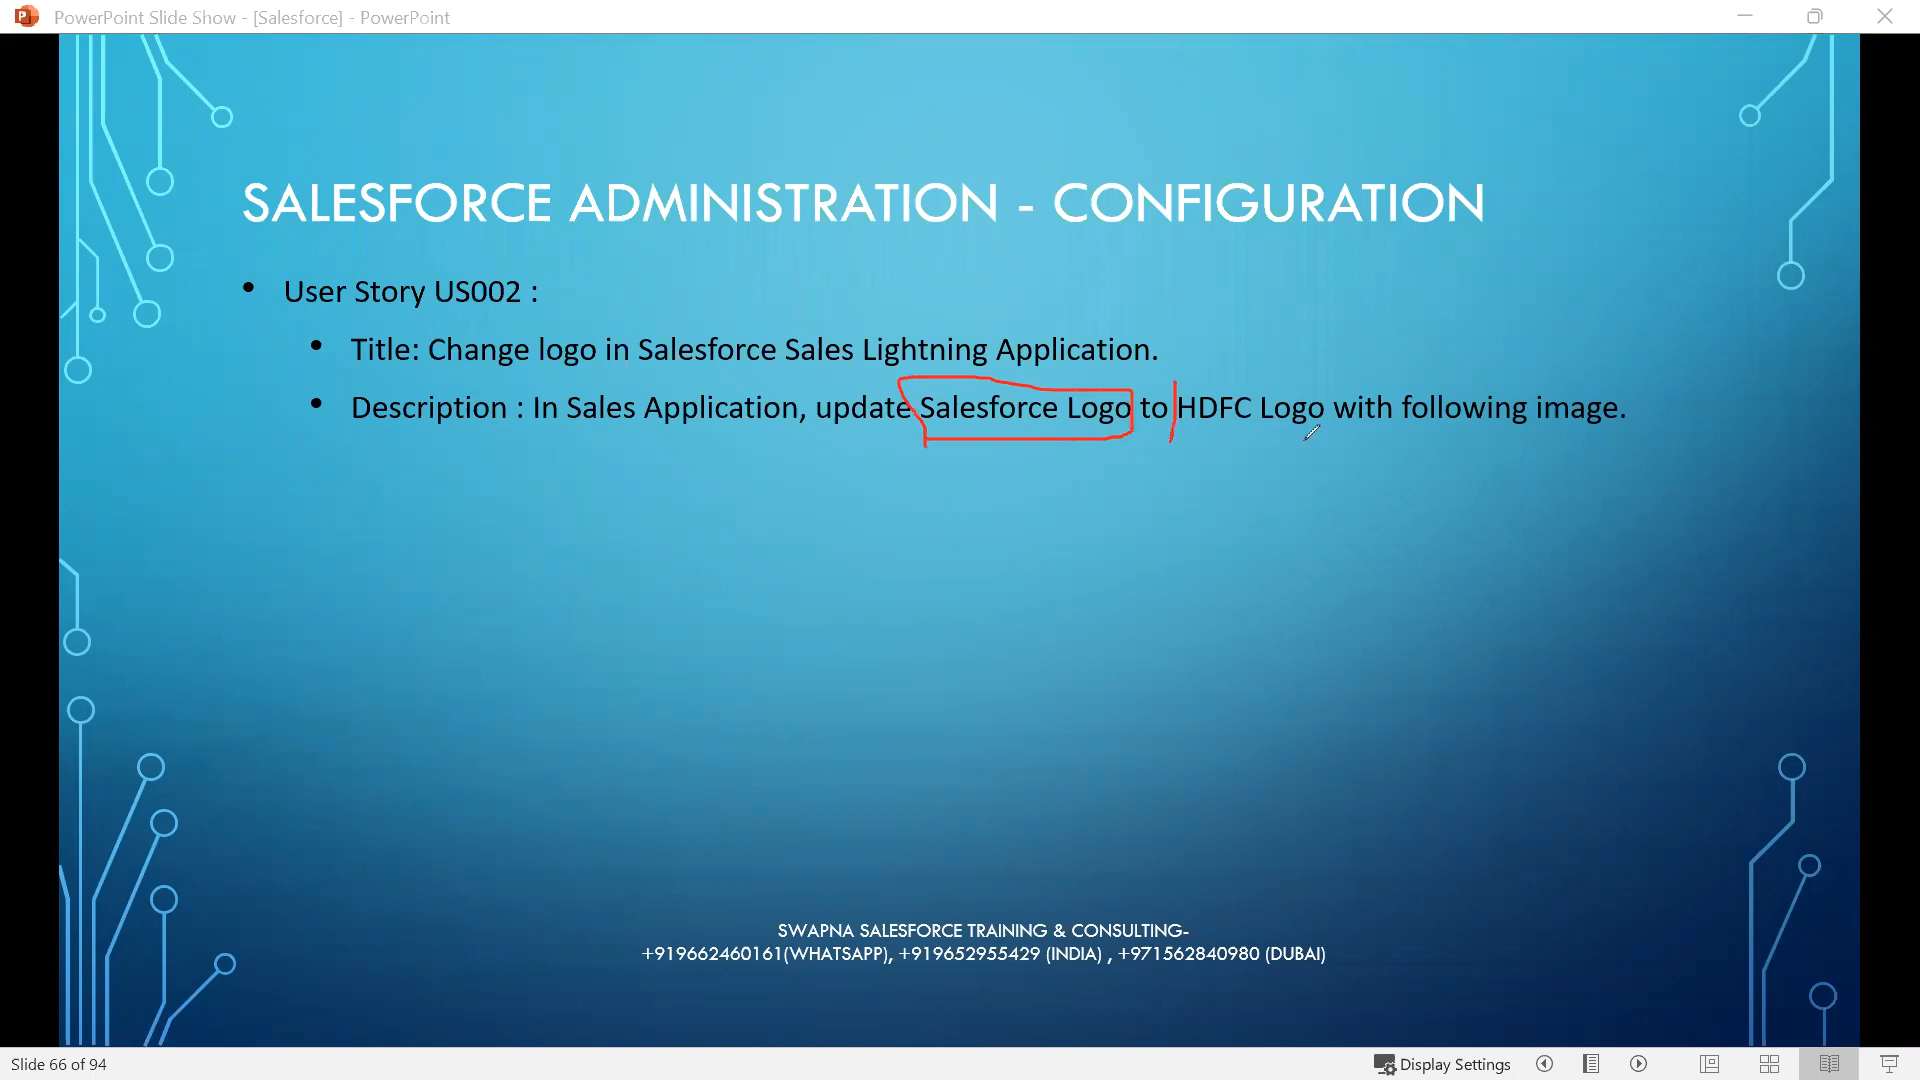 PowerPoint Slide Show - [Salesforce] - PowerPoint
SALESFORCE ADMINISTRATION - CONFIGURATION
• User Story US002 :
• Title: Change logo in Salesforce Sales Lightning Application.
• Description : In Sales Application, update Salesforce Logo to HDFC Logo with following image.
SWAPNA SALESFORCE TRAINING & CONSULTING-
+919662460161(WHATSAPP), +919652955429 (INDIA) , +971562840980 (DUBAI)
Slide 66 of 94
Display Settings